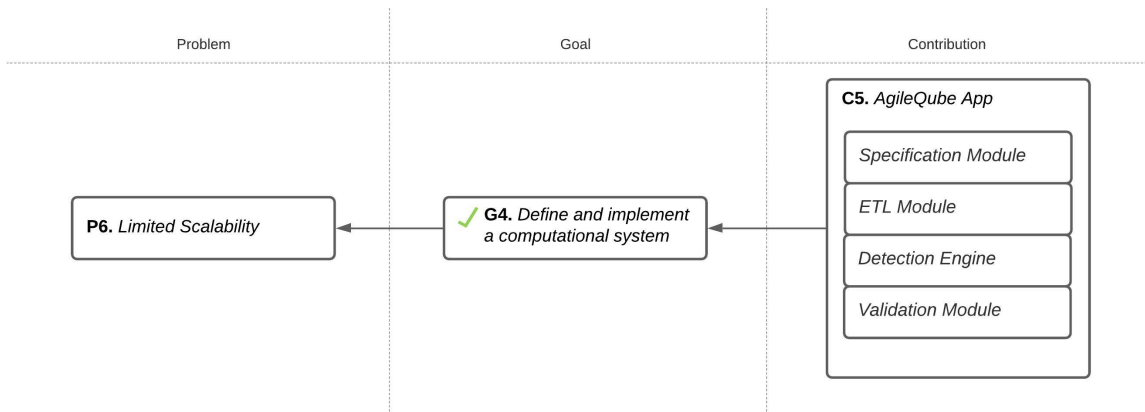 Problem
Goal
Contribution
P6. Limited Scalability
G4. Define and implement
a computational system
C5. AgileQube App
Specification Module
ETL Module
Detection Engine
Validation Module